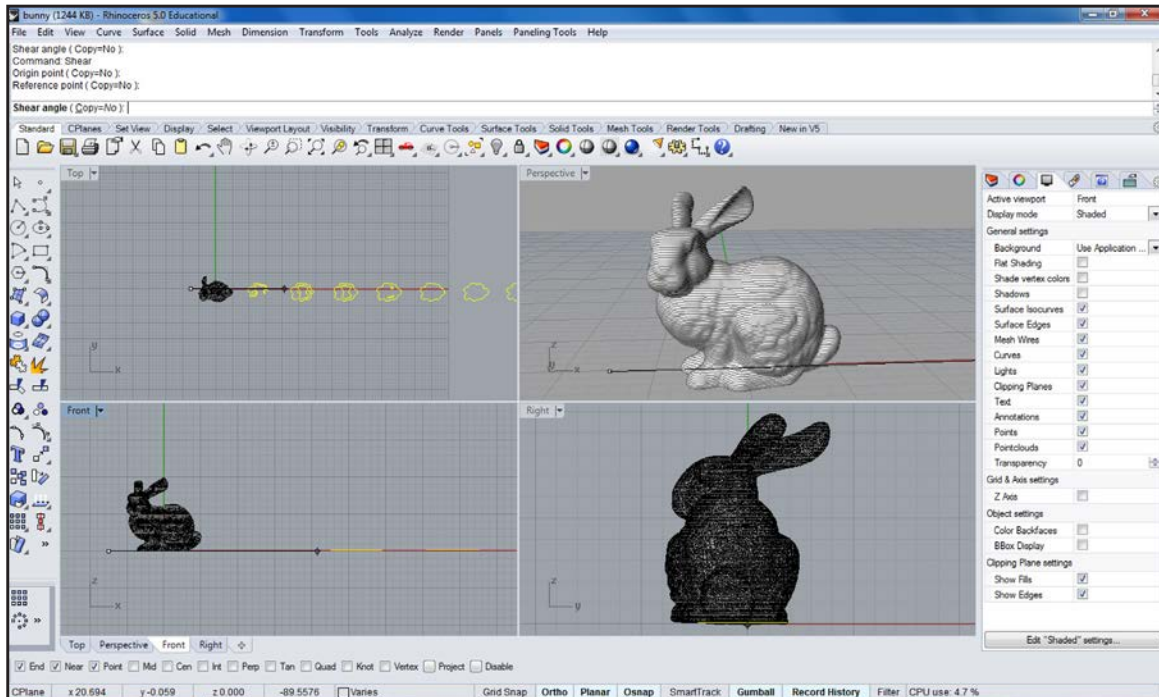 bunny (1244 KB) - Rhinoceros 5.0 Educational
File Edit View Curve Surface Solid Mesh Dimension Transform Tools Analyze Render Panels Paneling Tools Help
Shear angle ( Copy=No ):
Command: Shear
Origin point ( Copy=No ):
Reference point ( Copy=No ):
Shear angle ( Copy=No ):
Standard CPlanes Set View Display Select Viewport Layout Visibility Transform Curve Tools Surface Tools Solid Tools Mesh Tools Render Tools Drafting New in V5
Top
y
x
Perspective
z
y
x
Front
z
x
Right
z
y
Active viewport Front
Display mode Shaded
General settings
Background Use Application ...
Flat Shading
Shade vertex colors
Shadows
Surface Isocurves
Surface Edges
Mesh Wires
Curves
Lights
Clipping Planes
Text
Annotations
Points
Pointclouds
Transparency 0
Grid & Axis settings
Z Axis
Object settings
Color Backfaces
BBox Display
Clipping Plane settings
Show Fills
Show Edges
Edit "Shaded" settings...
Top Perspective Front Right
End Near Point Mid Cen Int Perp Tan Quad Knot Vertex Project Disable
CPlane x 20.694 y -0.059 z 0.000 -89.5576 Varies Grid Snap Ortho Planar Osnap SmartTrack Gumball Record History Filter CPU use: 4.7 %